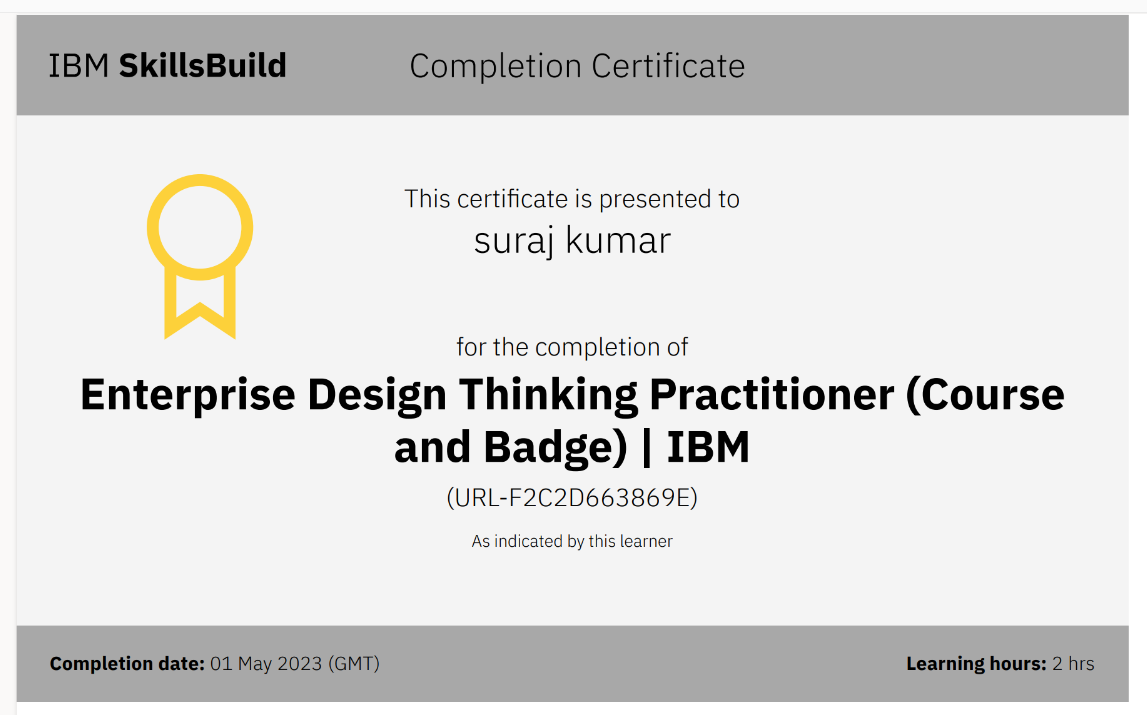 IBM SkillsBuild
Completion Certificate
This certificate is presented to
suraj kumar
for the completion of
Enterprise Design Thinking Practitioner (Course
and Badge) | IBM
(URL-F2C2D663869E)
As indicated by this learner
Completion date: 01 May 2023 (GMT)
Learning hours: 2 hrs